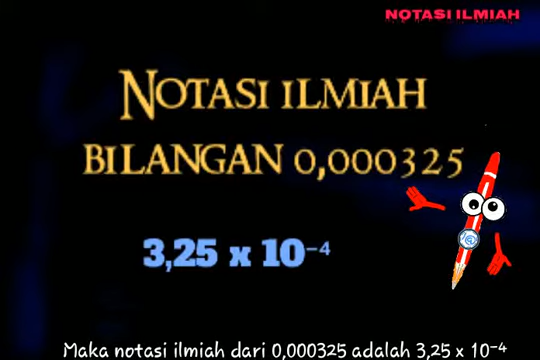 NOTASI ILMIAH
NOTASI ILMIAH
BILANGAN 0,000325
3,25 x 10⁻⁴
Maka notasi ilmiah dari 0,000325 adalah 3,25 x 10⁻⁴